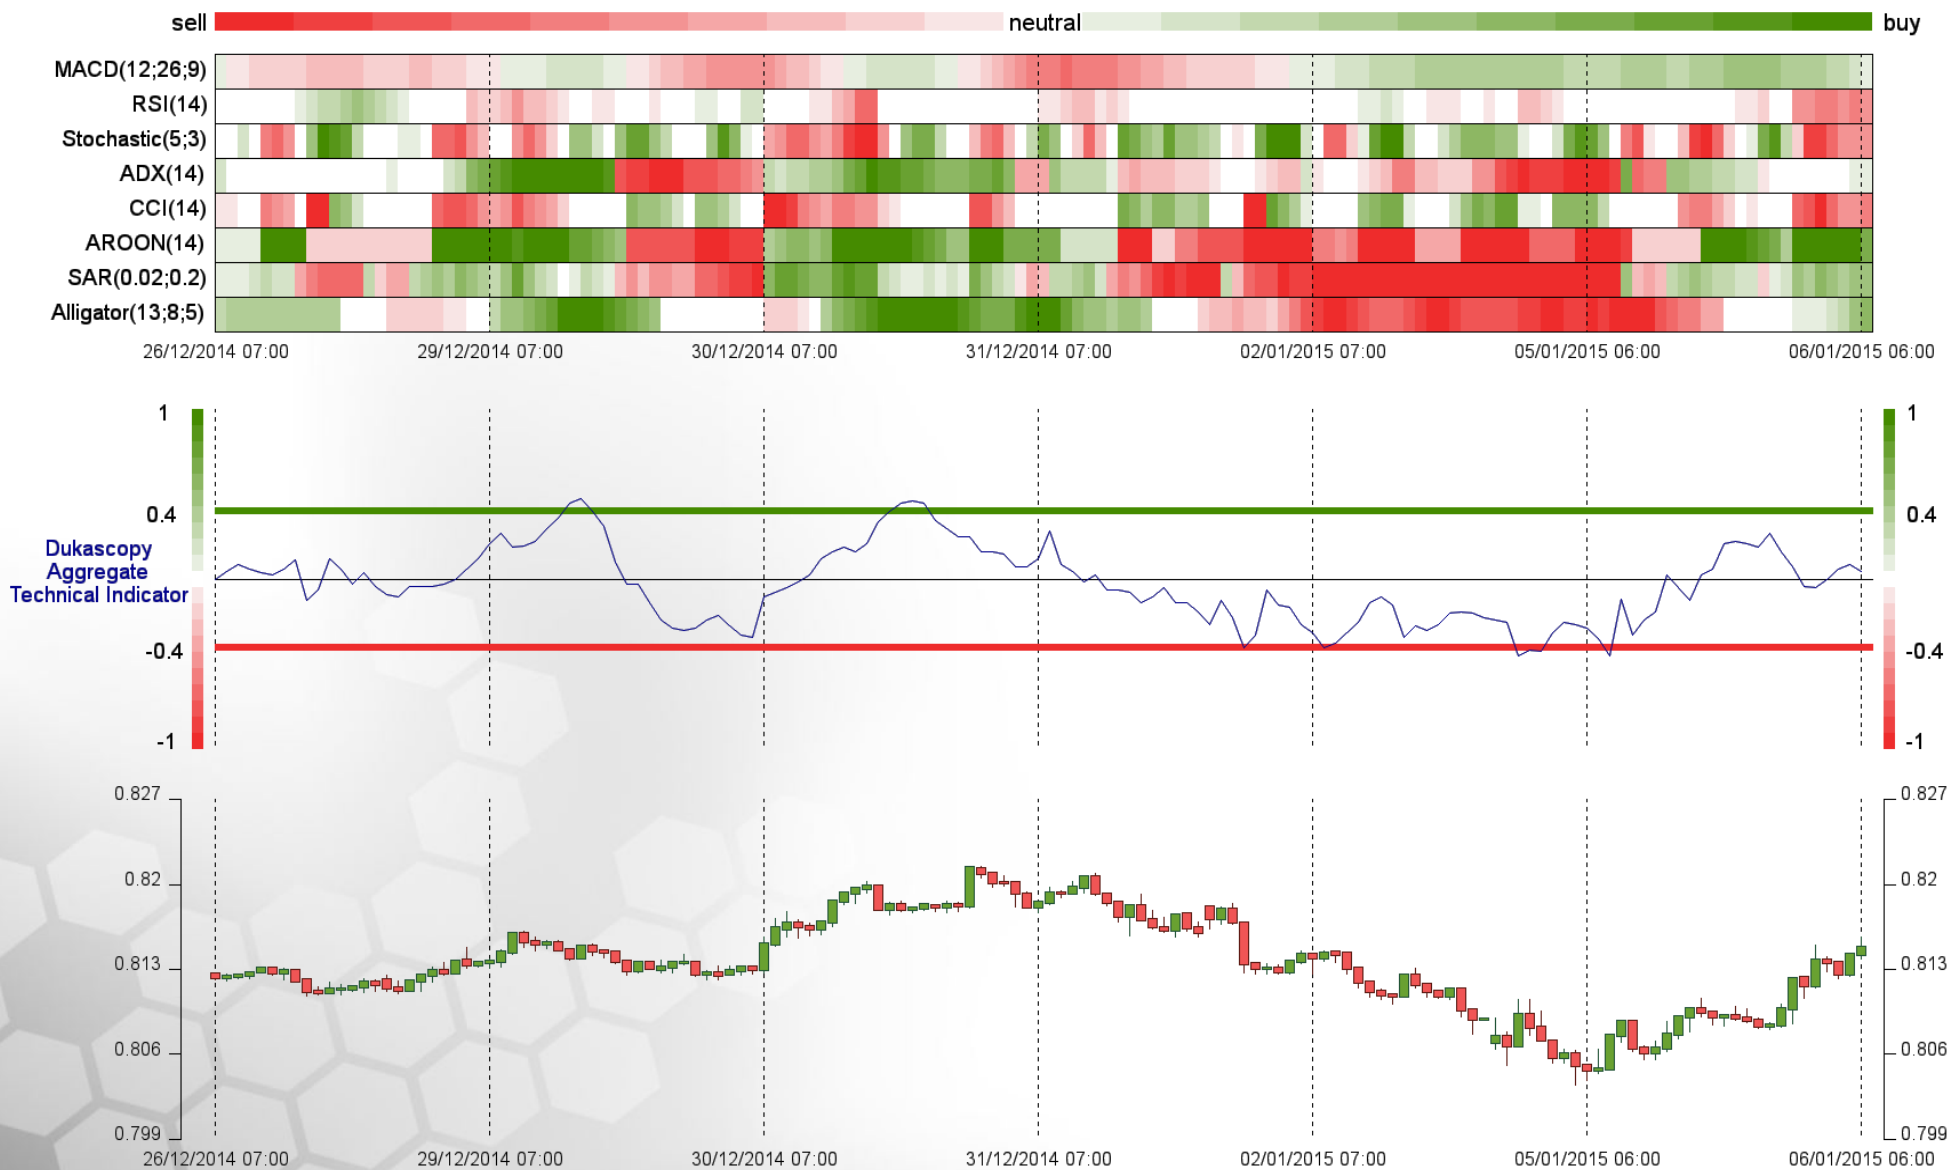 sell neutral buy
MACD(12;26;9)
RSI(14)
Stochastic(5;3)
ADX(14)
CCI(14)
AROON(14)
SAR(0.02;0.2)
Alligator(13;8;5)
26/12/2014 07:00 29/12/2014 07:00 30/12/2014 07:00 31/12/2014 07:00 02/01/2015 07:00 05/01/2015 06:00 06/01/2015 06:00
1 1
0.4 0.4
Dukascopy
Aggregate
Technical Indicator
-0.4 -0.4
-1 -1
0.827 0.827
0.82 0.82
0.813 0.813
0.806 0.806
0.799 0.799
26/12/2014 07:00 29/12/2014 07:00 30/12/2014 07:00 31/12/2014 07:00 02/01/2015 07:00 05/01/2015 06:00 06/01/2015 06:00